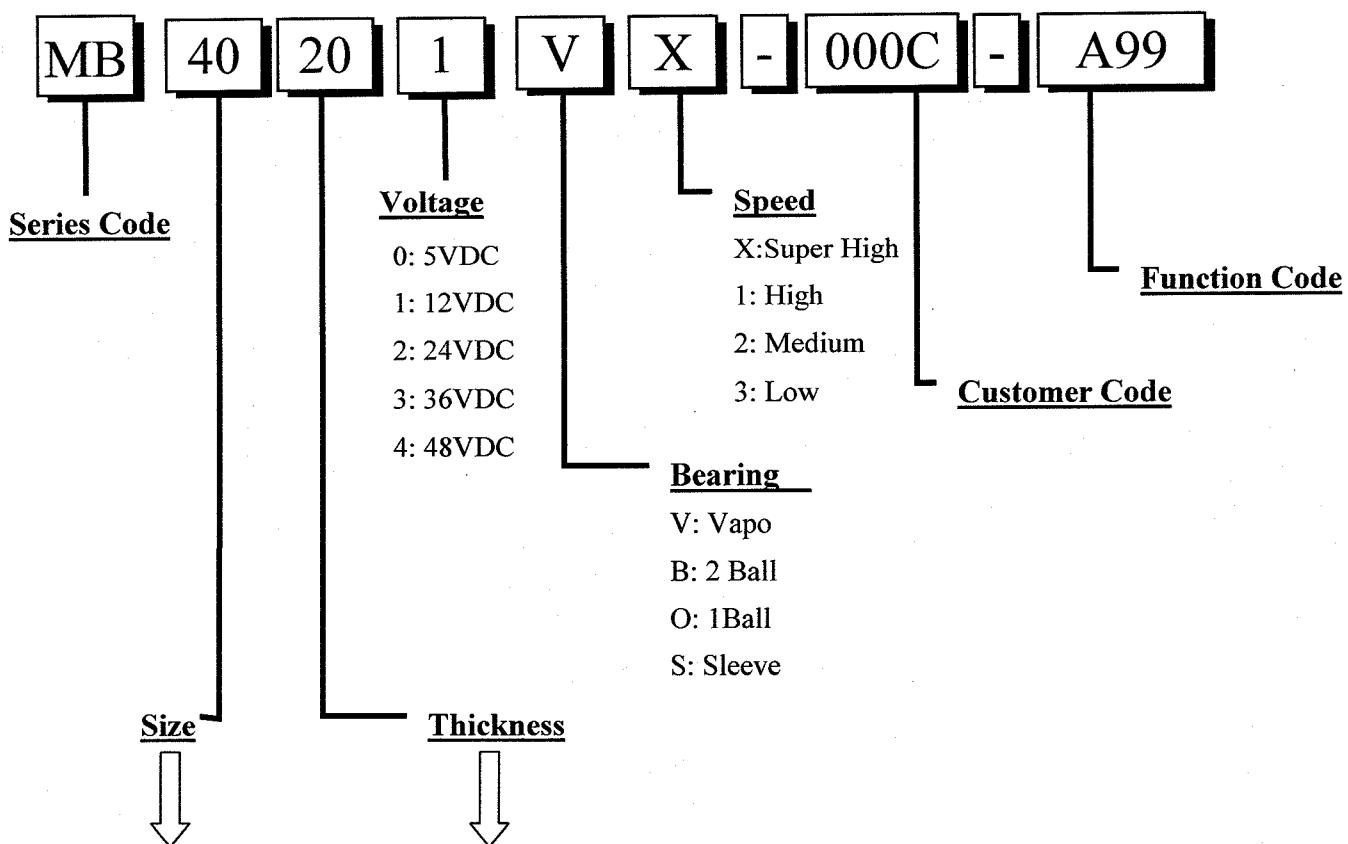 MB 40 20 1 V X - 000C - A99
Series Code
Voltage
0: 5VDC
1: 12VDC
2: 24VDC
3: 36VDC
4: 48VDC
Speed
X:Super High
1: High
2: Medium
3: Low
Function Code
Customer Code
Bearing
V: Vapo
B: 2 Ball
O: 1Ball
S: Sleeve
Size
Thickness